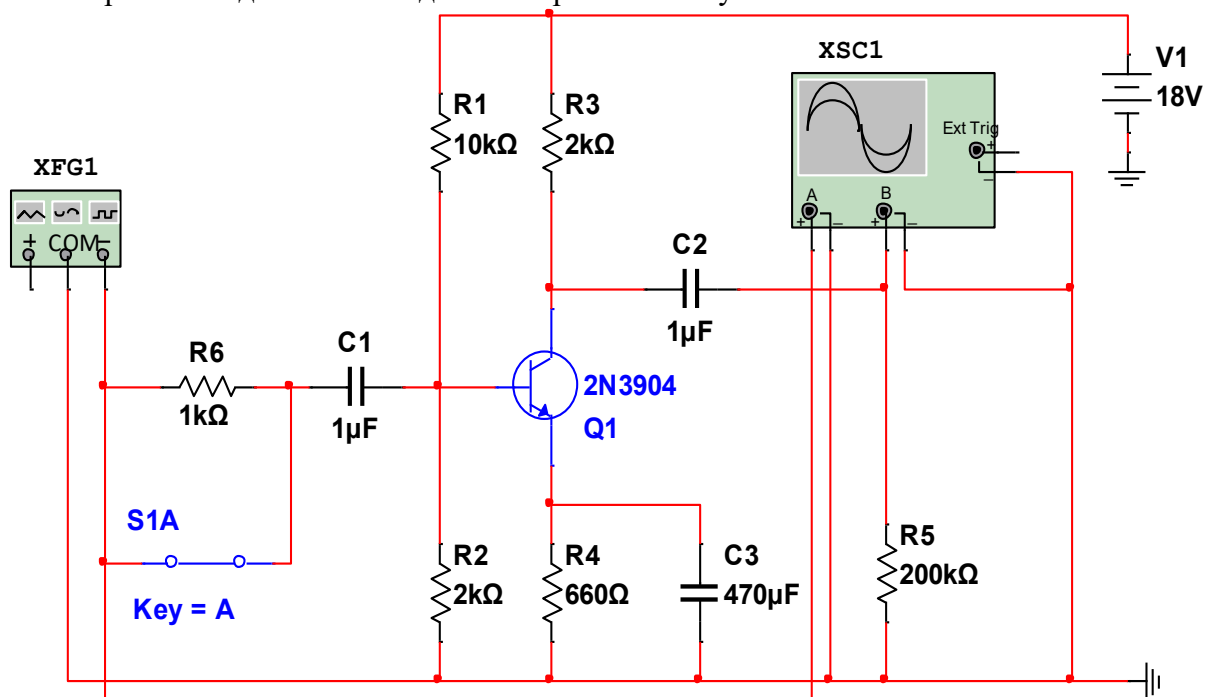 XSC1
V1
18V
R1
10kΩ
R3
2kΩ
Ext Trig
+
−
XFG1
A
B
+ − + −
+ COM −
C2
1µF
R6
1kΩ
C1
1µF
2N3904
Q1
S1A
Key = A
R2
2kΩ
R4
660Ω
C3
470µF
R5
200kΩ